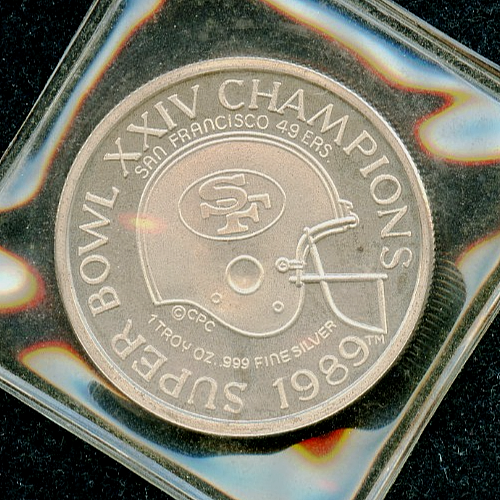 SUPER BOWL XXIV CHAMPIONS
SAN FRANCISCO 49ERS
SF
©CPC
1 TROY OZ. .999 FINE SILVER
1989™